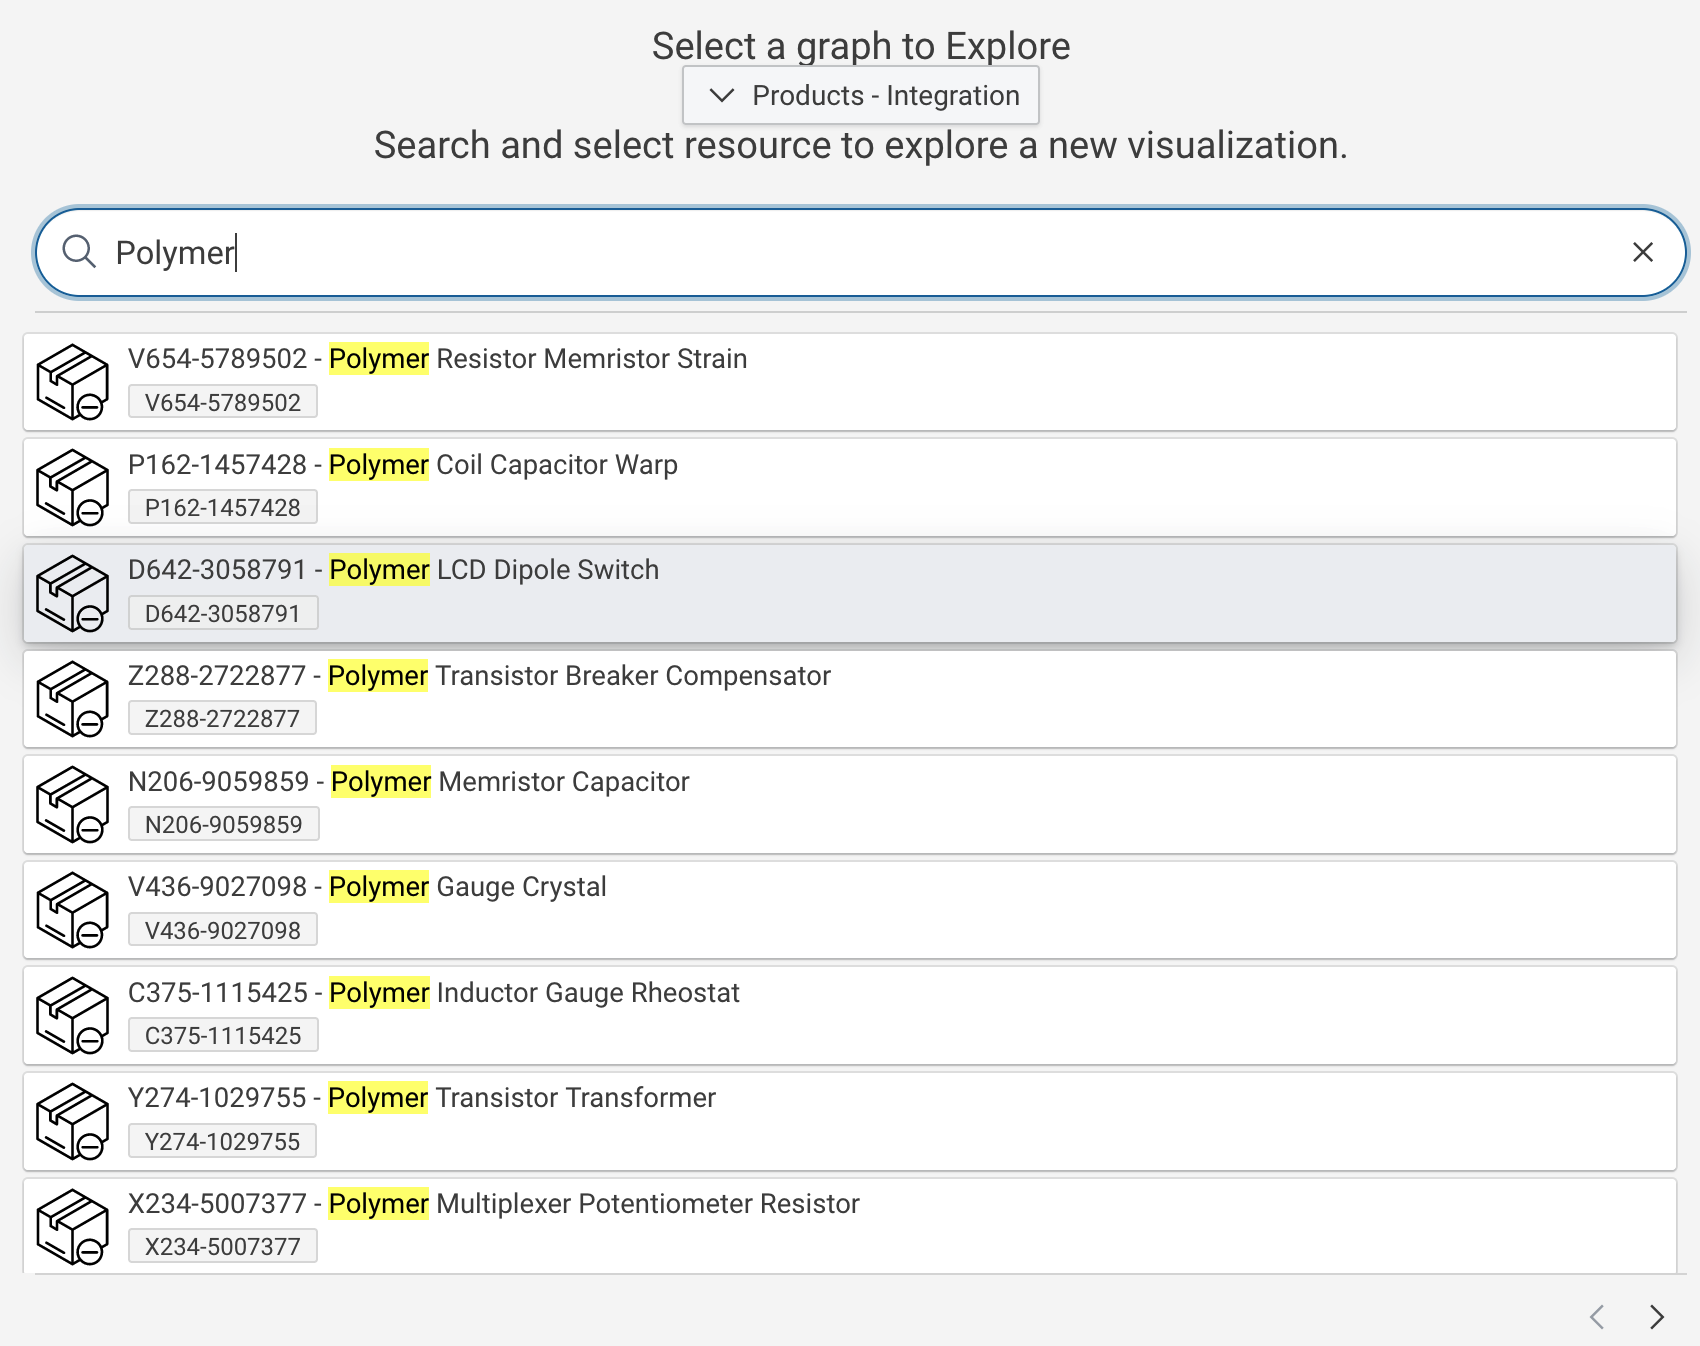 Select a graph to Explore
Products - Integration
Search and select resource to explore a new visualization.
Polymer
V654-5789502 - Polymer Resistor Memristor Strain
V654-5789502
P162-1457428 - Polymer Coil Capacitor Warp
P162-1457428
D642-3058791 - Polymer LCD Dipole Switch
D642-3058791
Z288-2722877 - Polymer Transistor Breaker Compensator
Z288-2722877
N206-9059859 - Polymer Memristor Capacitor
N206-9059859
V436-9027098 - Polymer Gauge Crystal
V436-9027098
C375-1115425 - Polymer Inductor Gauge Rheostat
C375-1115425
Y274-1029755 - Polymer Transistor Transformer
Y274-1029755
X234-5007377 - Polymer Multiplexer Potentiometer Resistor
X234-5007377